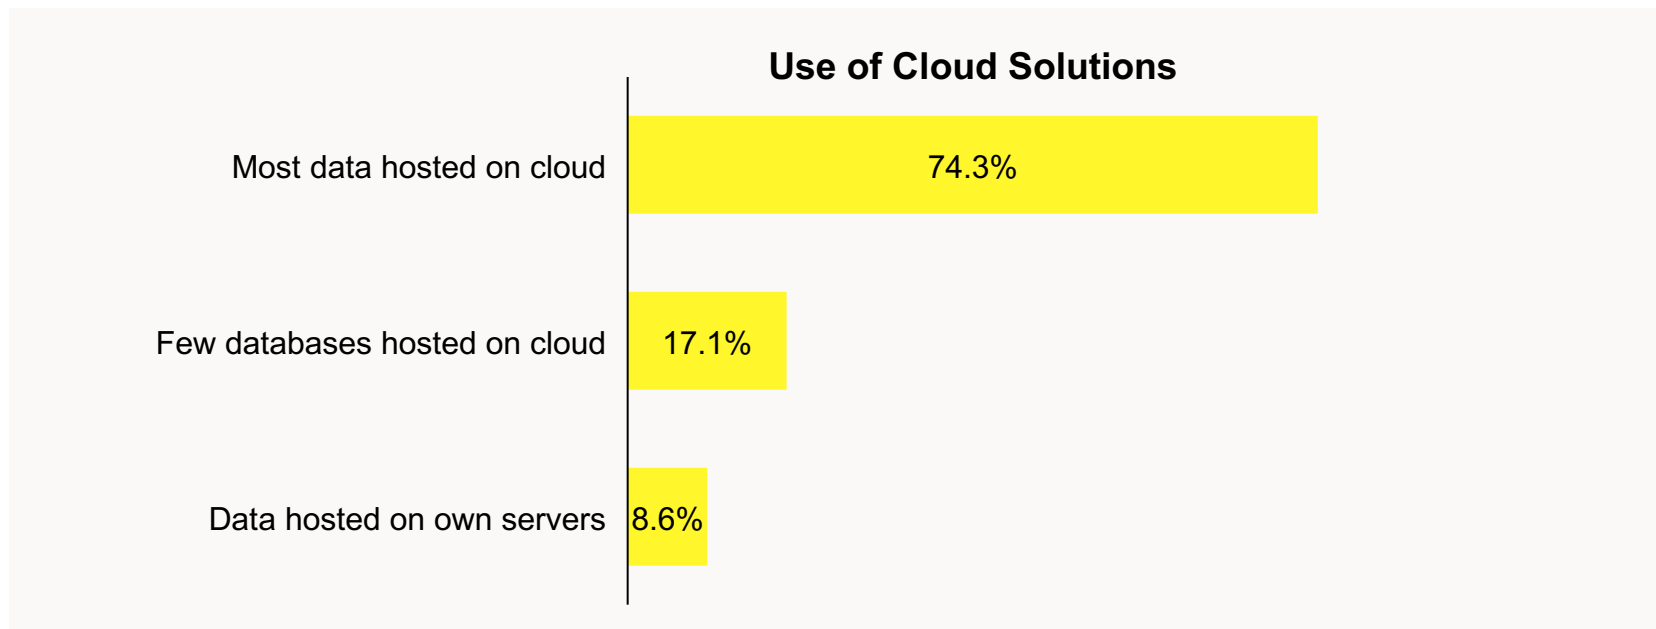 Use of Cloud Solutions
Most data hosted on cloud
74.3%
Few databases hosted on cloud
17.1%
Data hosted on own servers
8.6%